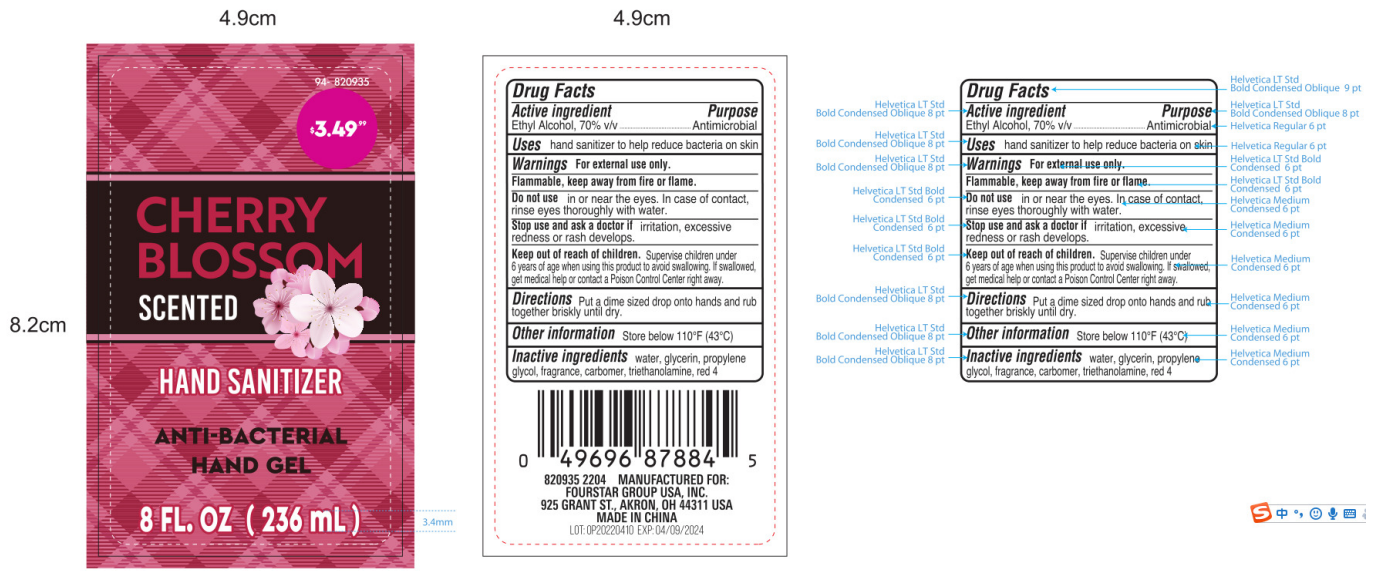 4.9cm
4.9cm
8.2cm
94- 820935
$3.49.99
CHERRY
BLOSSOM
SCENTED
HAND SANITIZER
ANTI-BACTERIAL
HAND GEL
8 FL. OZ ( 236 mL )
3.4mm
Drug Facts
Active ingredient Purpose
Ethyl Alcohol, 70% v/v ........................ Antimicrobial
Uses hand sanitizer to help reduce bacteria on skin
Warnings For external use only.
Flammable, keep away from fire or flame.
Do not use in or near the eyes. In case of contact,
rinse eyes thoroughly with water.
Stop use and ask a doctor if irritation, excessive
redness or rash develops.
Keep out of reach of children. Supervise children under
6 years of age when using this product to avoid swallowing. If swallowed,
get medical help or contact a Poison Control Center right away.
Directions Put a dime sized drop onto hands and rub
together briskly until dry.
Other information Store below 110°F (43°C)
Inactive ingredients water, glycerin, propylene
glycol, fragrance, carbomer, triethanolamine, red 4
0 49696 87884 5
820935 2204 MANUFACTURED FOR:
FOURSTAR GROUP USA, INC.
925 GRANT ST., AKRON, OH 44311 USA
MADE IN CHINA
LOT: 0P20220410 EXP: 04/09/2024
Helvetica LT Std
Bold Condensed Oblique 8 pt
Helvetica LT Std
Bold Condensed Oblique 8 pt
Helvetica LT Std
Bold Condensed Oblique 8 pt
Helvetica LT Std Bold
Condensed 6 pt
Helvetica LT Std Bold
Condensed 6 pt
Helvetica LT Std Bold
Condensed 6 pt
Helvetica LT Std
Bold Condensed Oblique 8 pt
Helvetica LT Std
Bold Condensed Oblique 8 pt
Helvetica LT Std
Bold Condensed Oblique 8 pt
Drug Facts
Active ingredient Purpose
Ethyl Alcohol, 70% v/v ........................ Antimicrobial
Uses hand sanitizer to help reduce bacteria on skin
Warnings For external use only.
Flammable, keep away from fire or flame.
Do not use in or near the eyes. In case of contact,
rinse eyes thoroughly with water.
Stop use and ask a doctor if irritation, excessive
redness or rash develops.
Keep out of reach of children. Supervise children under
6 years of age when using this product to avoid swallowing. If swallowed,
get medical help or contact a Poison Control Center right away.
Directions Put a dime sized drop onto hands and rub
together briskly until dry.
Other information Store below 110°F (43°C)
Inactive ingredients water, glycerin, propylene
glycol, fragrance, carbomer, triethanolamine, red 4
Helvetica LT Std
Bold Condensed Oblique 9 pt
Helvetica LT Std
Bold Condensed Oblique 8 pt
Helvetica Regular 6 pt
Helvetica Regular 6 pt
Helvetica LT Std Bold
Condensed 6 pt
Helvetica LT Std Bold
Condensed 6 pt
Helvetica Medium
Condensed 6 pt
Helvetica Medium
Condensed 6 pt
Helvetica Medium
Condensed 6 pt
Helvetica Medium
Condensed 6 pt
Helvetica Medium
Condensed 6 pt
Helvetica Medium
Condensed 6 pt
S 中